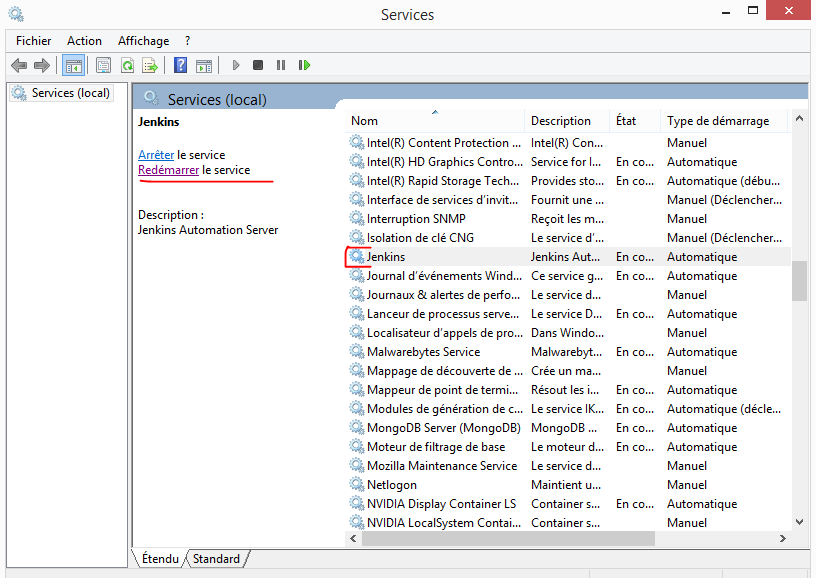 Services
Fichier Action Affichage ?
Services (local)
Services (local)
Jenkins
Arrêter le service
Redémarrer le service
Description :
Jenkins Automation Server
Nom Description État Type de démarrage
Intel(R) Content Protection ... Intel(R) Con... Manuel
Intel(R) HD Graphics Contro... Service for I... En co... Automatique
Intel(R) Rapid Storage Tech... Provides sto... En co... Automatique (débu...
Interface de services d'invit... Fournit une ... Manuel (Déclencher...
Interruption SNMP Reçoit les m... Manuel
Isolation de clé CNG Le service d'... Manuel (Déclencher...
Jenkins Jenkins Aut... En co... Automatique
Journal d'événements Wind... Ce service g... En co... Automatique
Journaux & alertes de perfo... Le service d... Manuel
Lanceur de processus serve... Le service D... En co... Automatique
Localisateur d'appels de pro... Dans Windo... Manuel
Malwarebytes Service Malwarebyt... En co... Automatique
Mappage de découverte de ... Crée un ma... Manuel
Mappeur de point de termi... Résout les i... En co... Automatique
Modules de génération de c... Le service IK... En co... Automatique (décle...
MongoDB Server (MongoDB) MongoDB ... En co... Automatique
Moteur de filtrage de base Le moteur d... En co... Automatique
Mozilla Maintenance Service Le service d... Manuel
Netlogon Maintient u... Manuel
NVIDIA Display Container LS Container s... En co... Automatique
NVIDIA LocalSystem Contai... Container s... Manuel
Étendu Standard